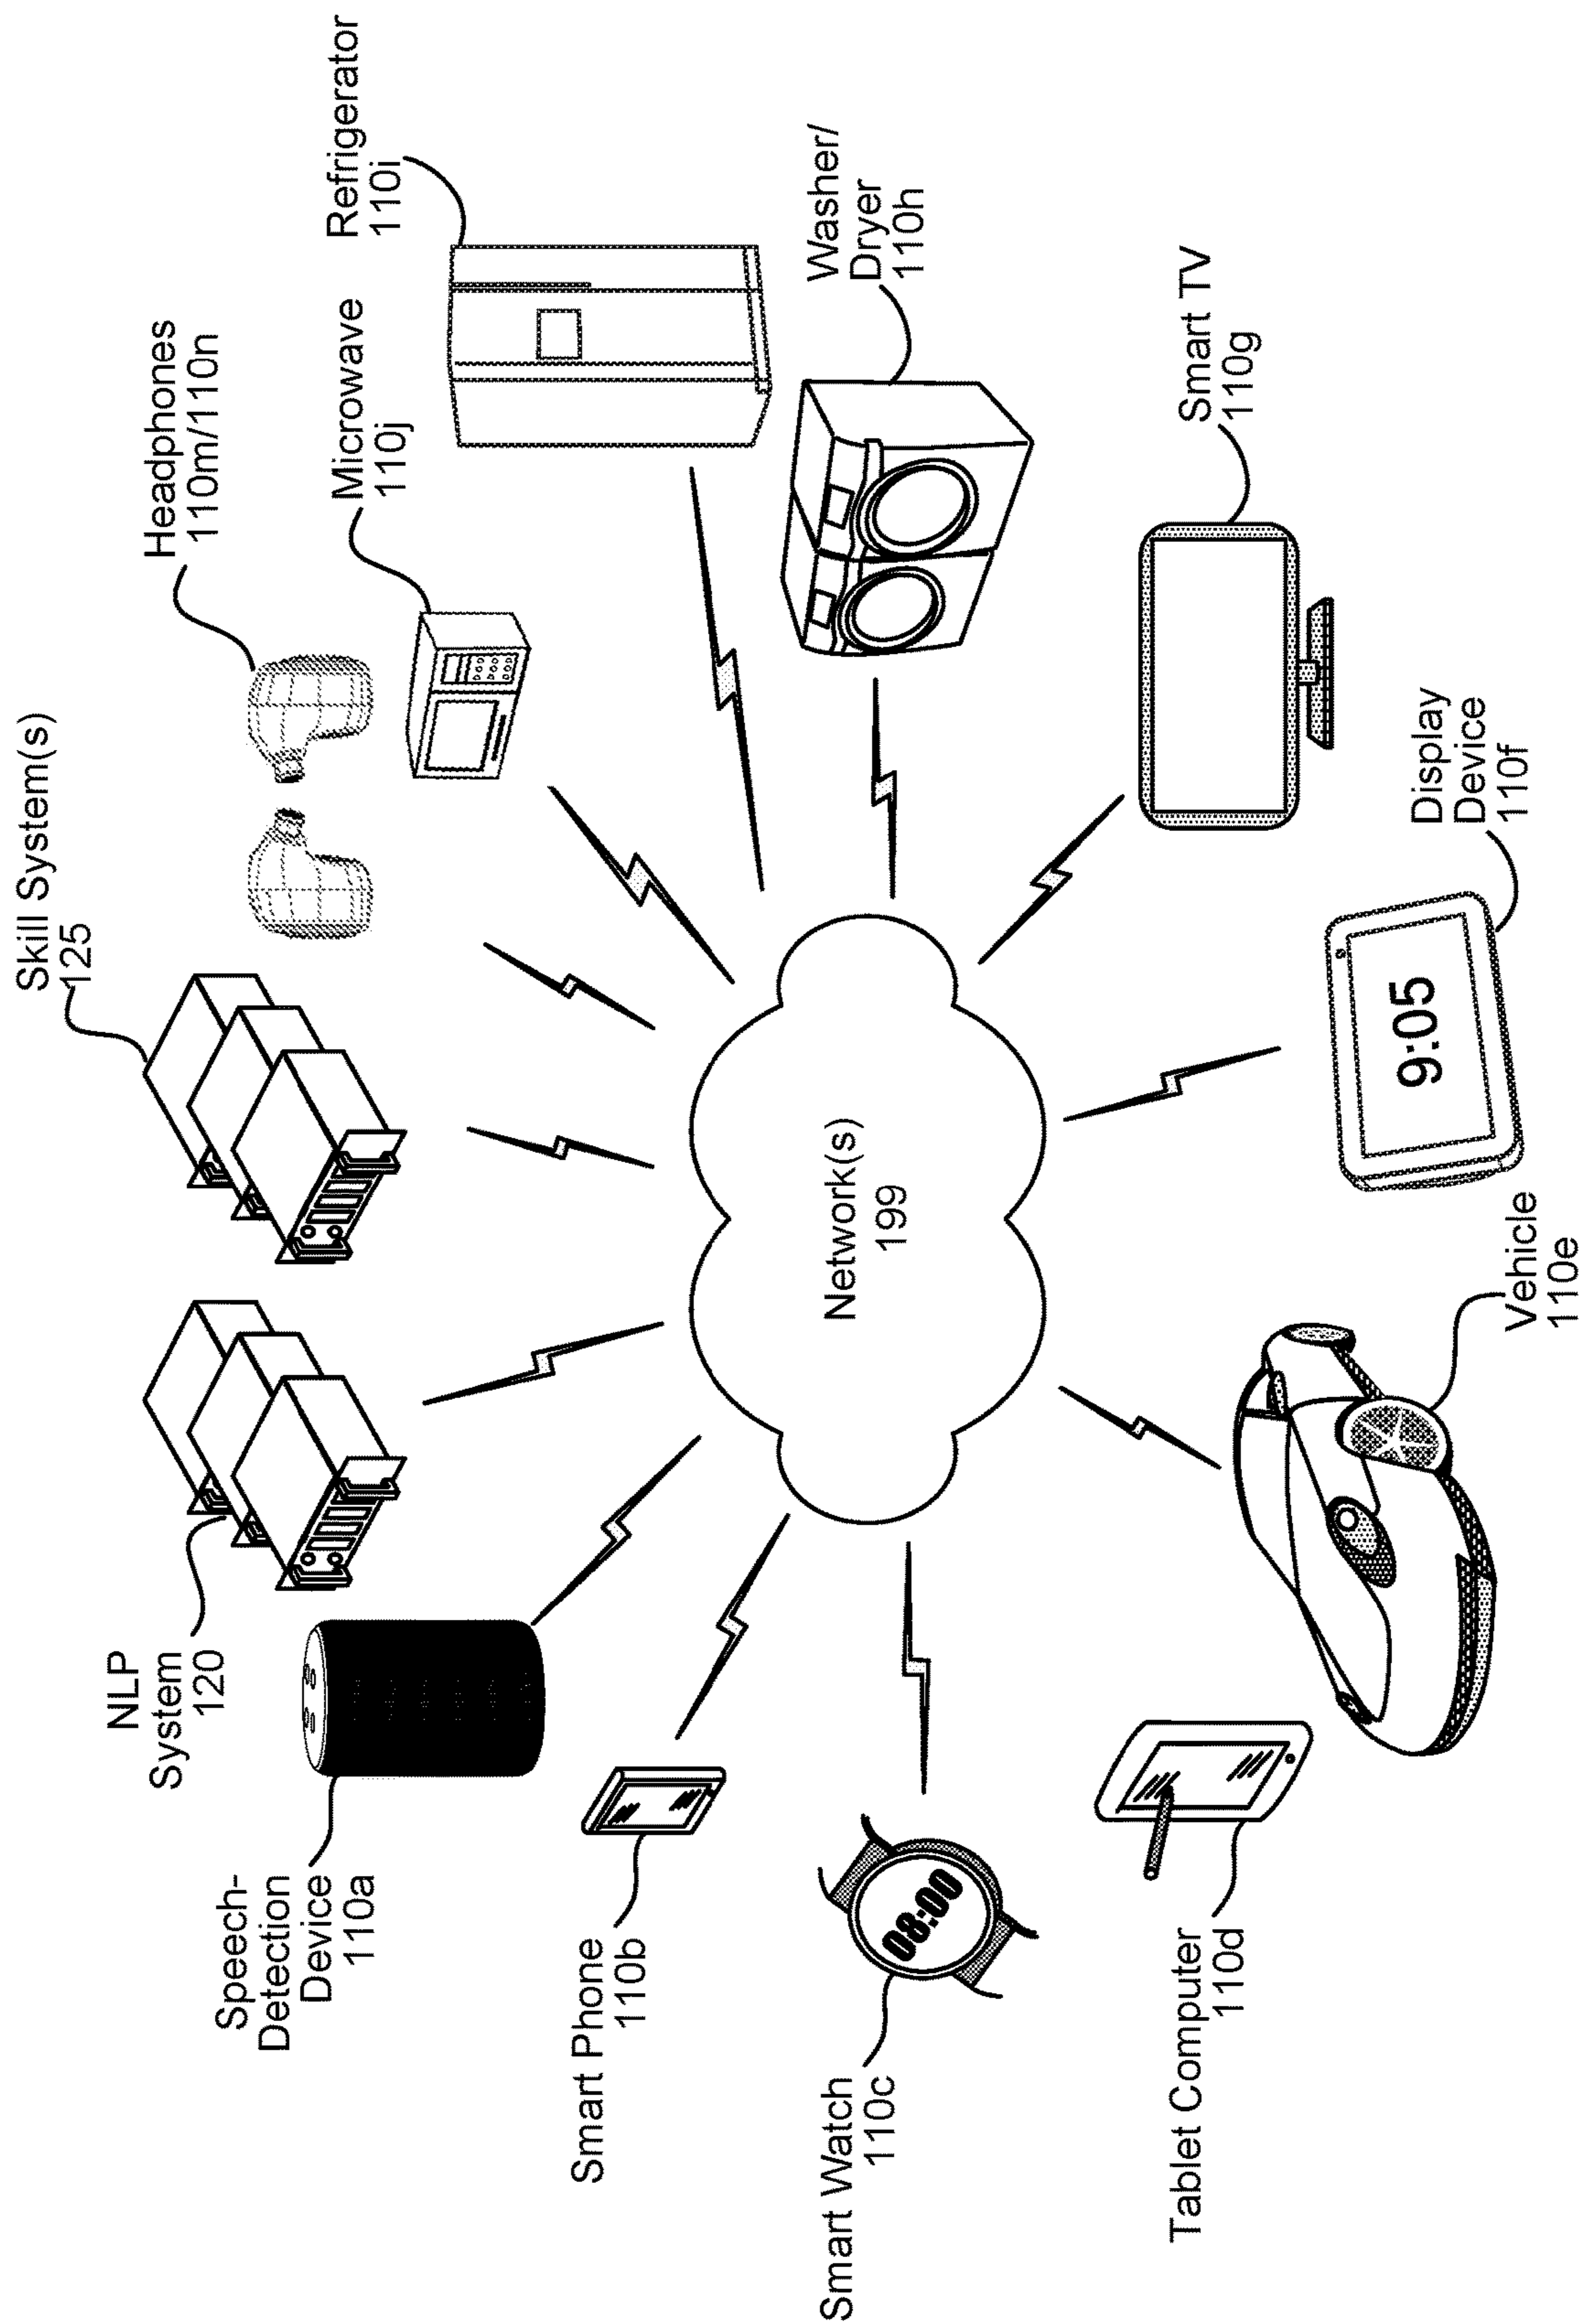 Skill System(s)
125
NLP
System
120
Headphones
110m/110n
Speech-
Detection
Device
110a
Microwave
110j
Refrigerator
110i
Smart Phone
110b
Network(s)
199
Washer/
Dryer
110h
Smart Watch
110c
08:00
Smart TV
110g
Tablet Computer
110d
Vehicle
110e
9:05
Display
Device
110f